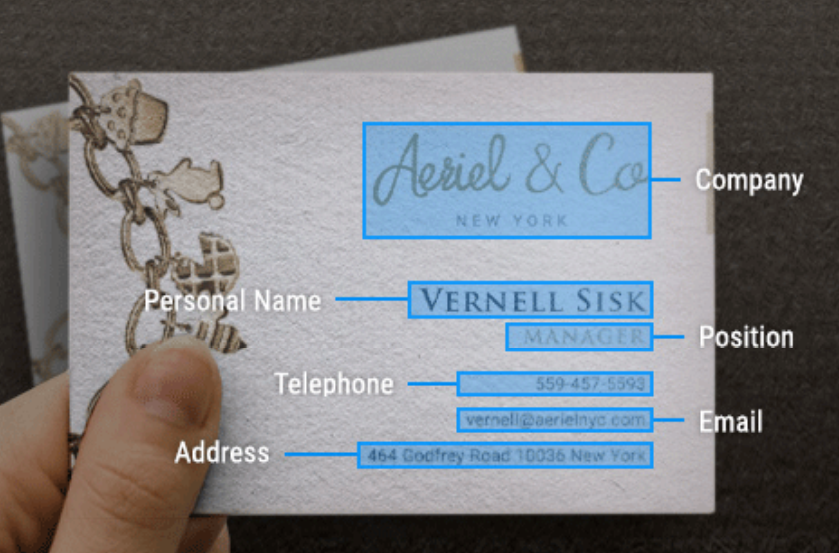 Aeriel & Co
NEW YORK
Company
Personal Name
VERNELL SISK
MANAGER
Position
Telephone
559-457-5593
vernell@aerielnyc.com
Email
Address
464 Godfrey Road 10036 New York